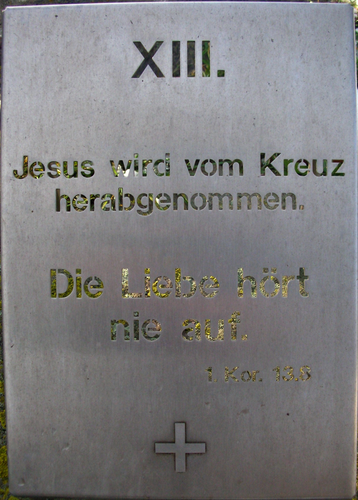 XIII.
Jesus wird vom Kreuz
herabgenommen.
Die Liebe hört
nie auf.
1. Kor. 13.8